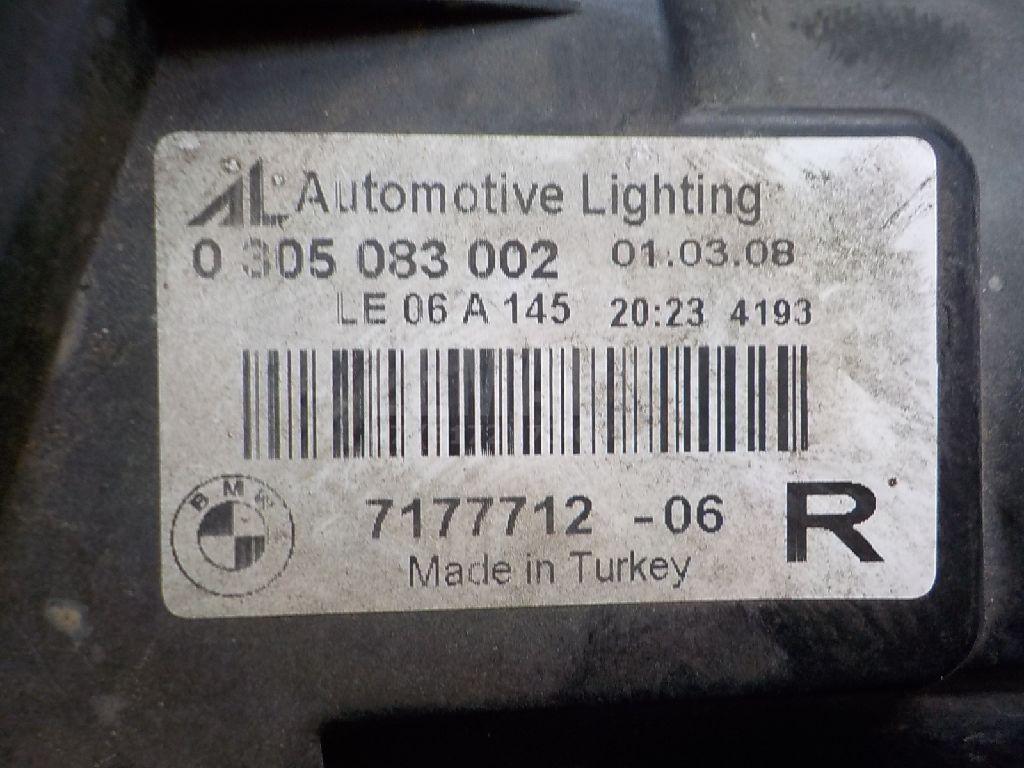 AL Automotive Lighting
0 305 083 002 01.03.08
LE 06 A 145 20:23 4193
BMW
7177712 -06 R
Made in Turkey